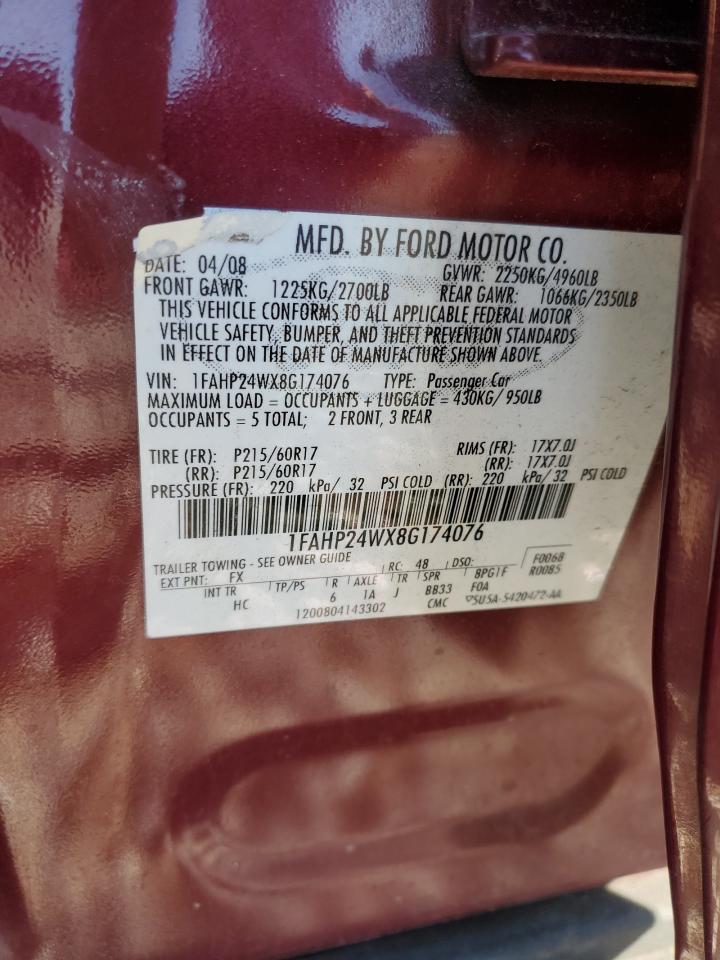 MFD. BY FORD MOTOR CO.
DATE: 04/08 GVWR: 2250KG/4960LB
FRONT GAWR: 1225KG/2700LB REAR GAWR: 1066KG/2350LB
THIS VEHICLE CONFORMS TO ALL APPLICABLE FEDERAL MOTOR
VEHICLE SAFETY, BUMPER, AND THEFT PREVENTION STANDARDS
IN EFFECT ON THE DATE OF MANUFACTURE SHOWN ABOVE.
VIN: 1FAHP24WX8G174076 TYPE: Passenger Car
MAXIMUM LOAD = OCCUPANTS + LUGGAGE = 430KG/ 950LB
OCCUPANTS = 5 TOTAL; 2 FRONT, 3 REAR
TIRE (FR): P215/60R17 RIMS (FR): 17X7.0J
(RR): P215/60R17 (RR): 17X7.0J
PRESSURE (FR): 220 kPa/ 32 PSI COLD (RR): 220 kPa/ 32 PSI COLD
1FAHP24WX8G174076
TRAILER TOWING - SEE OWNER GUIDE RC: 48 DSO: F0068
EXT PNT: FX R0085
INT TR TP/PS R AXLE TR SPR 8PG1F
HC 6 1A J BB33 FOA
1200804143302 CMC 5U5A-5420472-AA